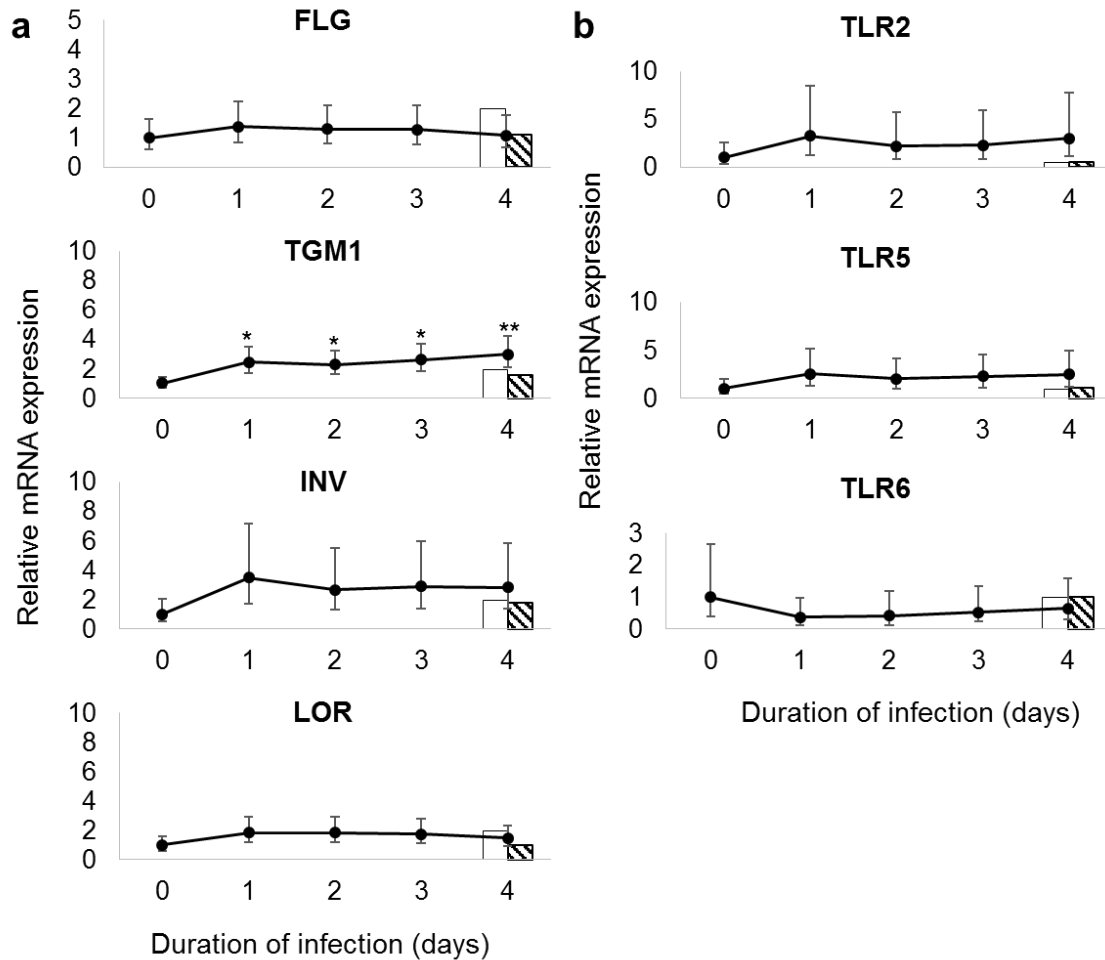 a
FLG
5
4
3
2
1
0
0 1 2 3 4
TGM1
10
8
6
4
2
0
* * * **
0 1 2 3 4
INV
10
8
6
4
2
0
0 1 2 3 4
LOR
10
8
6
4
2
0
0 1 2 3 4
Relative mRNA expression
Duration of infection (days)
b
TLR2
10
5
0
0 1 2 3 4
TLR5
10
5
0
0 1 2 3 4
TLR6
3
2
1
0
0 1 2 3 4
Relative mRNA expression
Duration of infection (days)